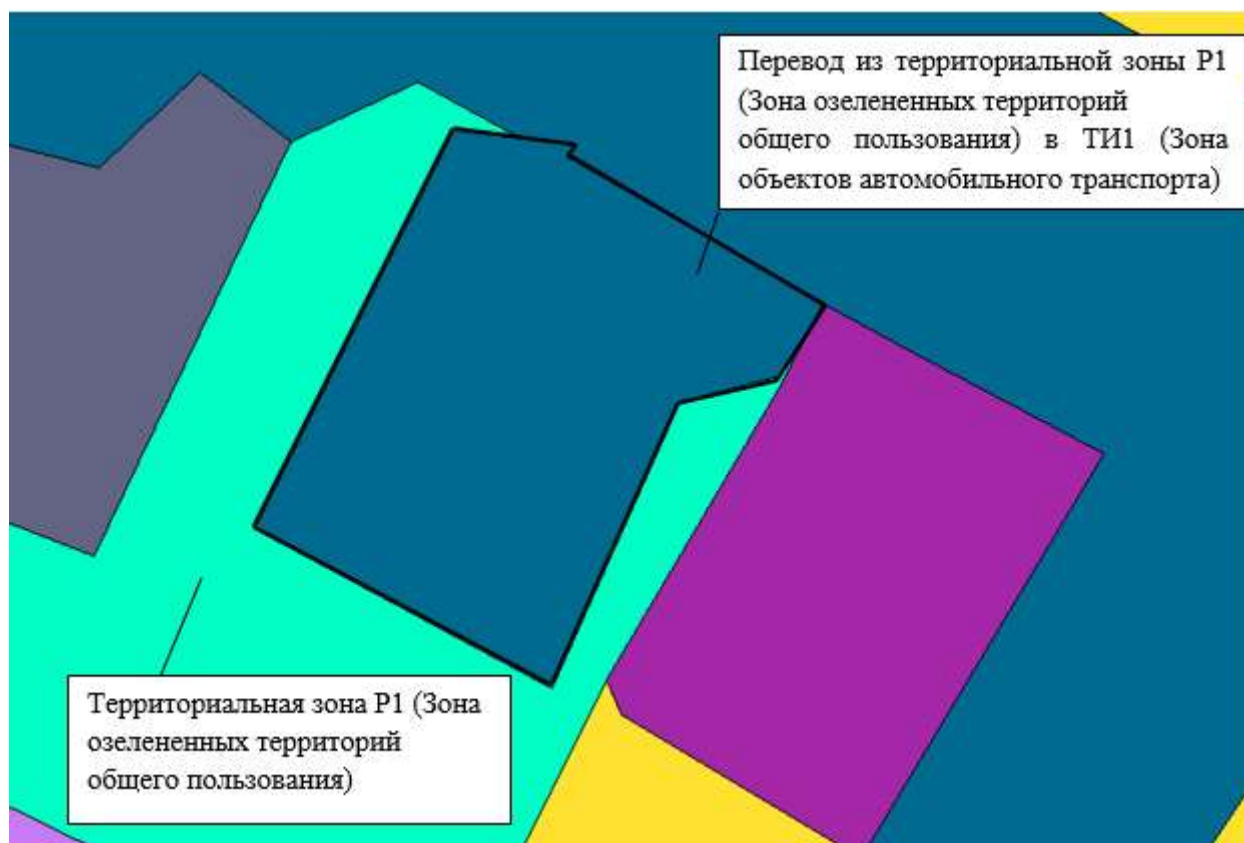 Перевод из территориальной зоны Р1
(Зона озелененных территорий
общего пользования) в ТИ1 (Зона
объектов автомобильного транспорта)
Территориальная зона Р1 (Зона
озелененных территорий
общего пользования)